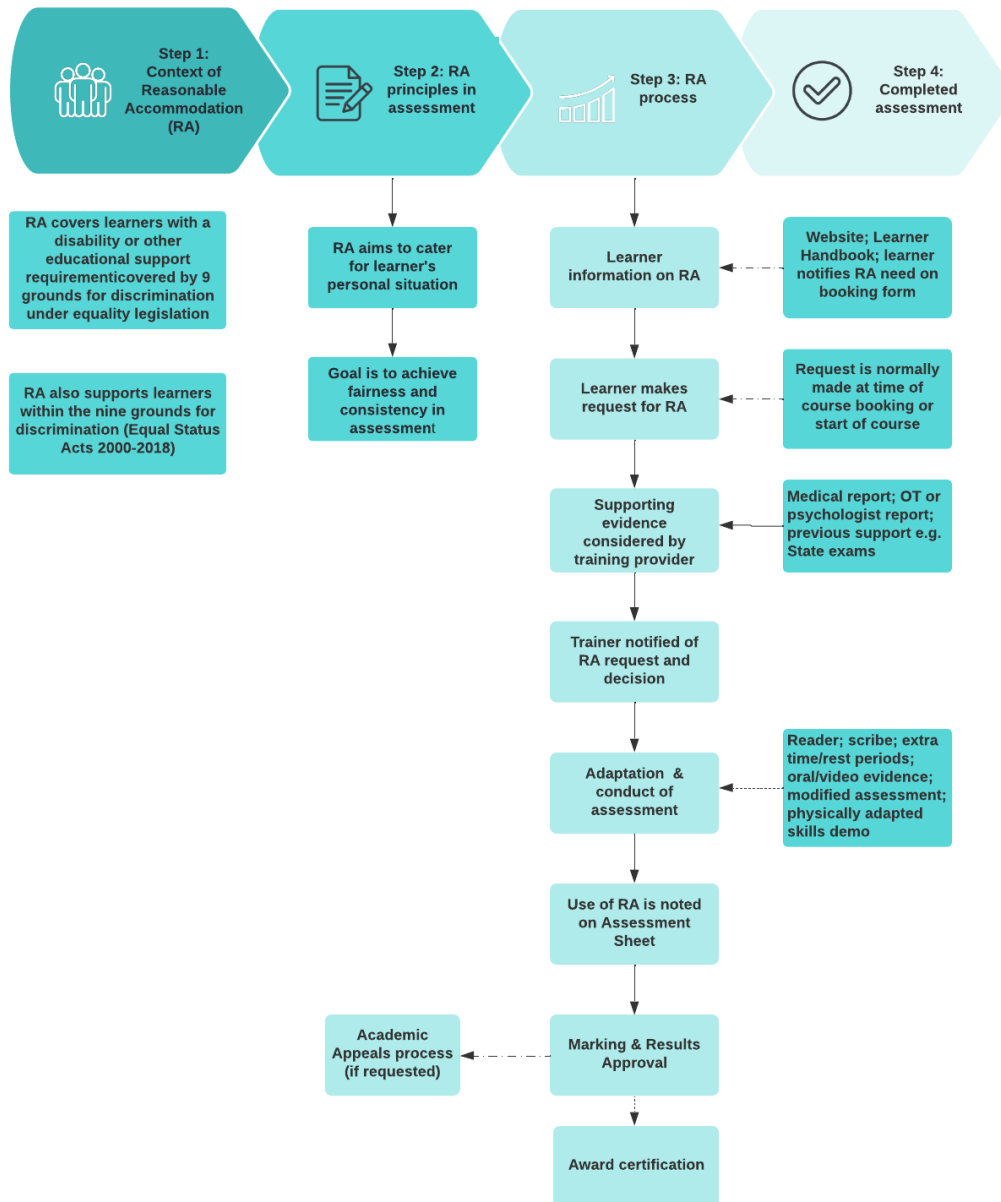 Step 1:
Context of
Reasonable
Accommodation
(RA)
Step 2: RA
principles in
assessment
Step 3: RA
process
Step 4:
Completed
assessment
RA covers learners with a
disability or other
educational support
requirementicovered by 9
grounds for discrimination
under equality legislation
RA also supports learners
within the nine grounds for
discrimination (Equal Status
Acts 2000-2018)
RA aims to cater
for learner's
personal situation
Goal is to achieve
fairness and
consistency in
assessment
Learner
information on RA
Website; Learner
Handbook; learner
notifies RA need on
booking form
Learner makes
request for RA
Request is normally
made at time of
course booking or
start of course
Supporting
evidence
considered by
training provider
Medical report; OT or
psychologist report;
previous support e.g.
State exams
Trainer notified of
RA request and
decision
Adaptation & 
conduct of
assessment
Reader; scribe; extra
time/rest periods;
oral/video evidence;
modified assessment;
physically adapted
skills demo
Use of RA is noted
on Assessment
Sheet
Marking & Results
Approval
Academic
Appeals process
(if requested)
Award certification